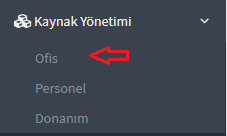 Kaynak Yönetimi
Ofis
Personel
Donanım